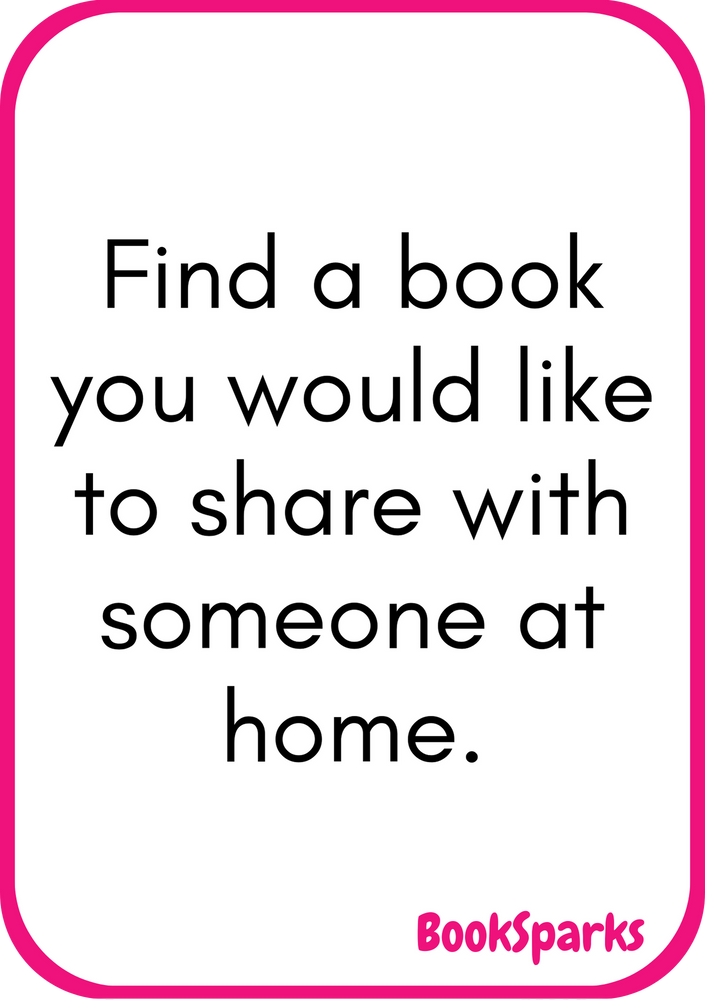 Find a book
you would like
to share with
someone at
home.
BookSparks